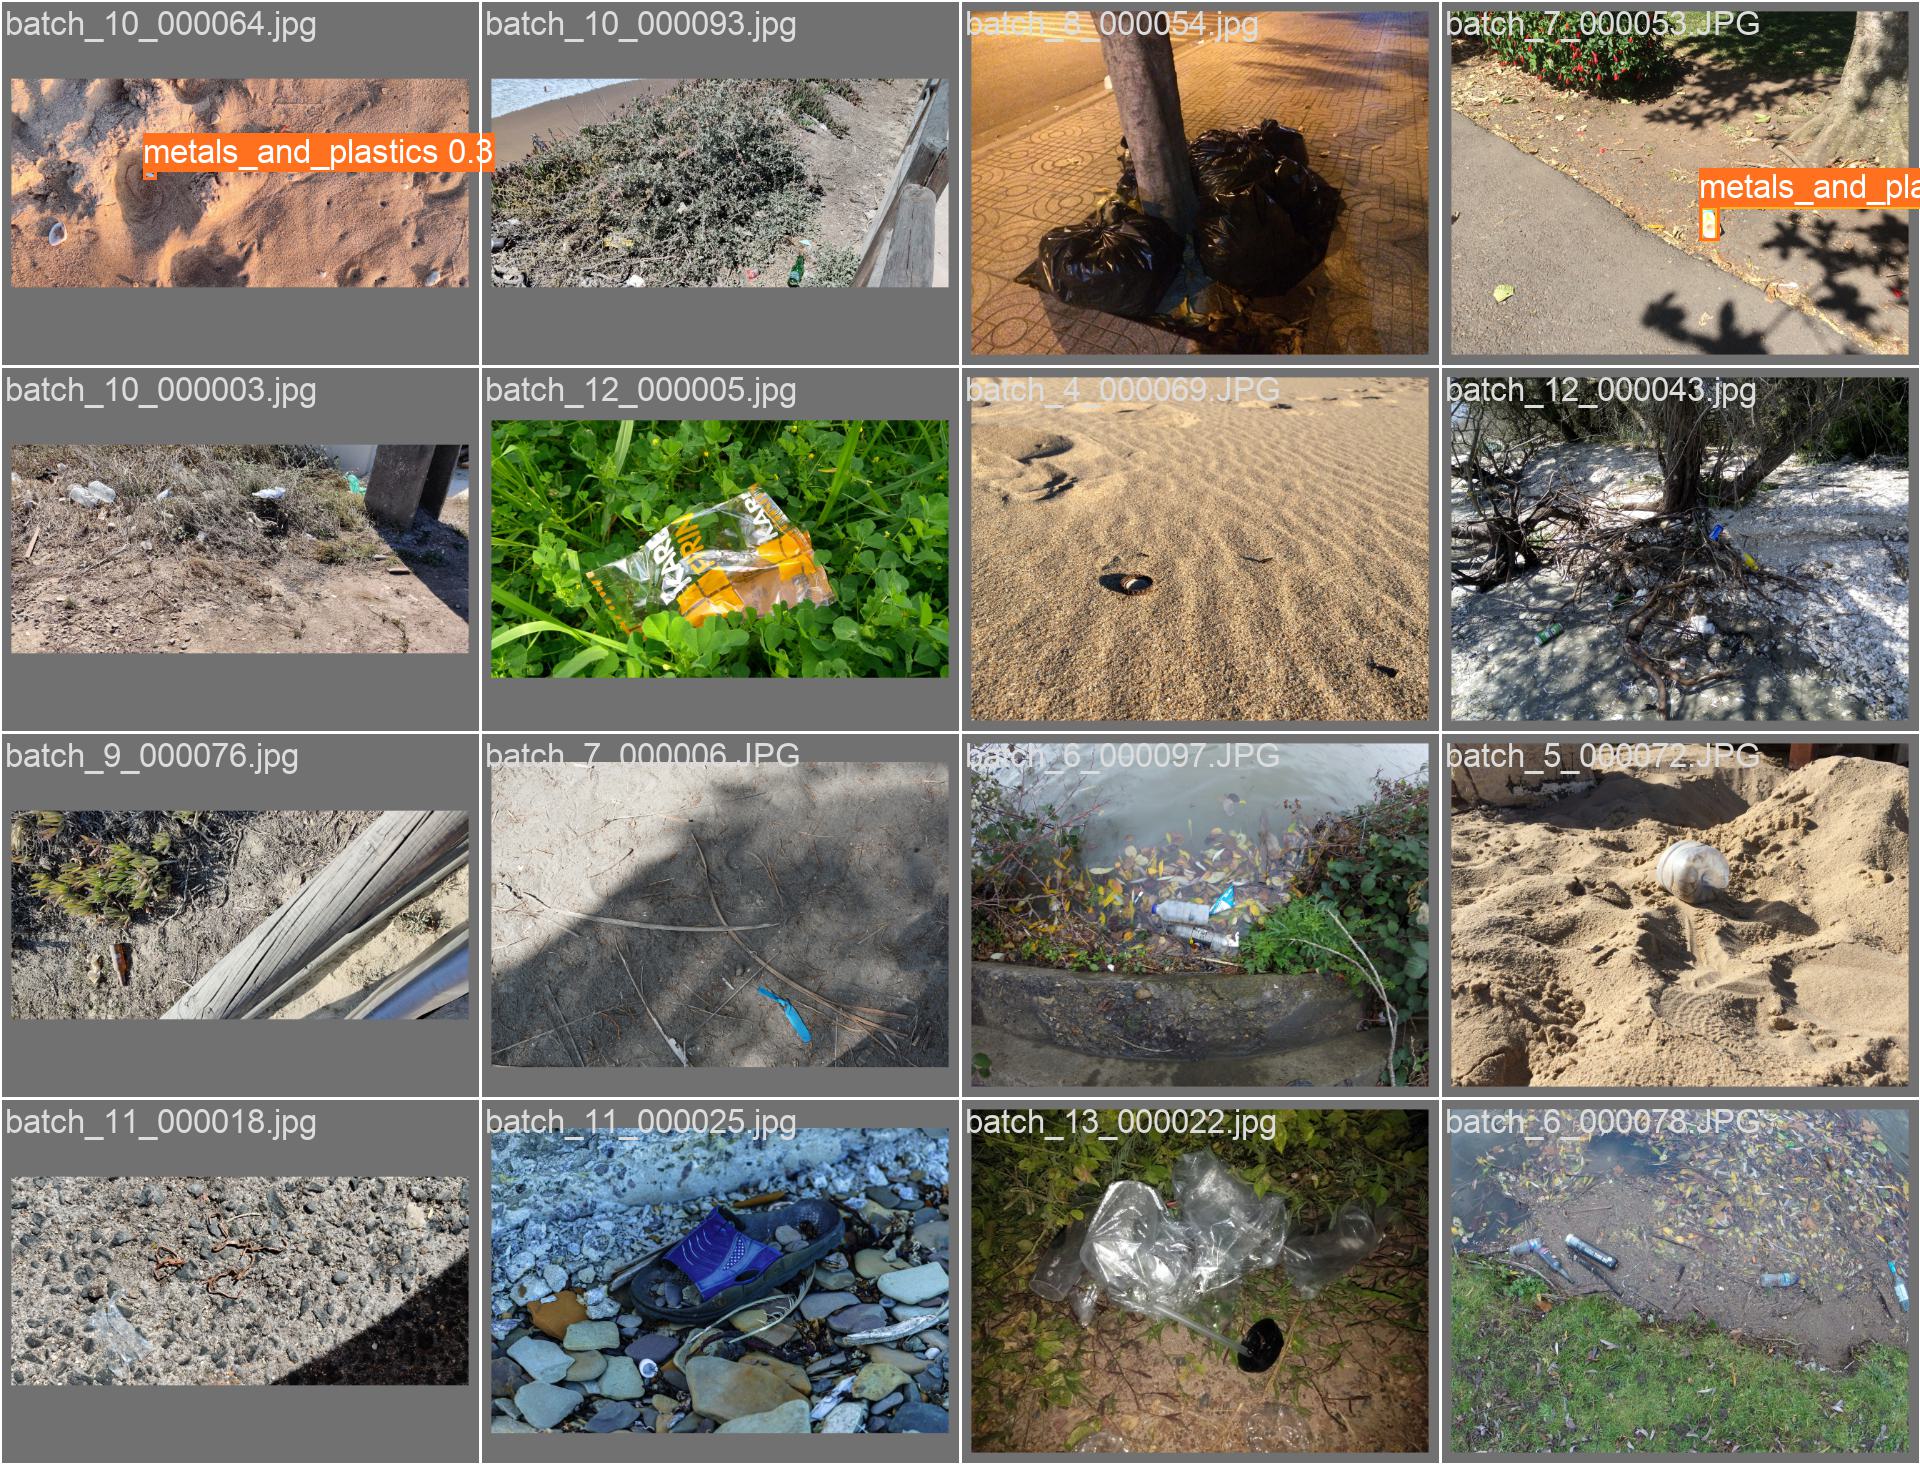 batch_10_000064.jpg
batch_10_000093.jpg
batch_8_000054.jpg
batch_7_000053.JPG
metals_and_plastics 0.3
metals_and_pla
batch_10_000003.jpg
batch_12_000005.jpg
batch_4_000069.JPG
batch_12_000043.jpg
batch_9_000076.jpg
batch_7_000006.JPG
batch_6_000097.JPG
batch_5_000072.JPG
batch_11_000018.jpg
batch_11_000025.jpg
batch_13_000022.jpg
batch_6_000078.JPG